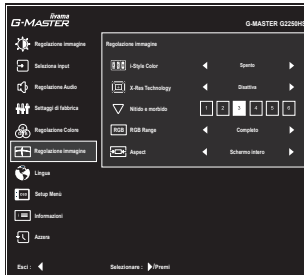 iiyama
G-MASTER
G-MASTER G2250HS
Regolazione immagine
Seleziona input
Regolazione Audio
Settaggi di fabbrica
Regolazione Colore
Regolazione immagine
Lingua
OSD Setup Menù
Informazioni
Azzera
Regolazione immagine
i-Style Color Spento
X-Res Technology Disattiva
Nitido e morbido 1 2 3 4 5 6
RGB RGB Range Completo
Aspect Schermo intero
Esci : Selezionare : /Premi